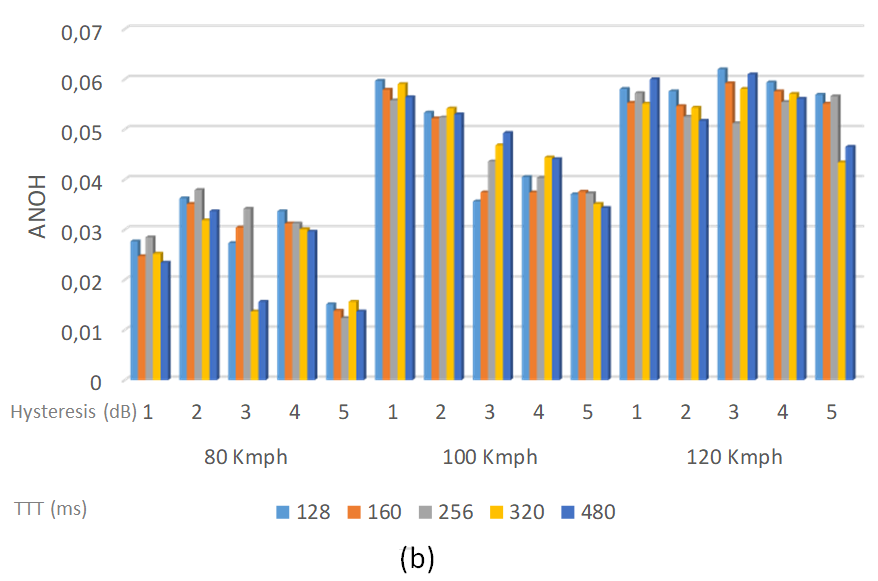 0,07
0,06
0,05
0,04
0,03
0,02
0,01
0
ANOH
Hysteresis (dB) 1 2 3 4 5 1 2 3 4 5 1 2 3 4 5
80 Kmph 100 Kmph 120 Kmph
TTT (ms) 128 160 256 320 480
(b)